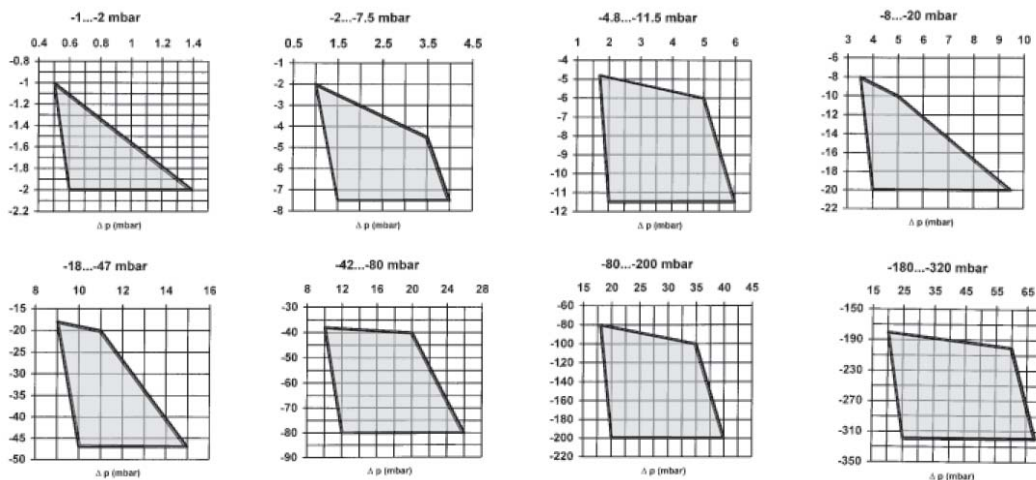 -1...-2 mbar
0.4 0.6 0.8 1 1.2 1.4
-0.8
-1
-1.2
-1.4
-1.6
-1.8
-2
-2.2
Δ p (mbar)
-2...-7.5 mbar
0.5 1.5 2.5 3.5 4.5
-1
-2
-3
-4
-5
-6
-7
-8
Δ p (mbar)
-4.8...-11.5 mbar
1 2 3 4 5 6
-4
-5
-6
-7
-8
-9
-10
-11
-12
Δ p (mbar)
-8...-20 mbar
3 4 5 6 7 8 9 10
-6
-8
-10
-12
-14
-16
-18
-20
-22
Δ p (mbar)
-18...-47 mbar
8 10 12 14 16
-15
-20
-25
-30
-35
-40
-45
-50
Δ p (mbar)
-42...-80 mbar
8 12 16 20 24 28
-30
-40
-50
-60
-70
-80
-90
Δ p (mbar)
-80...-200 mbar
15 20 25 30 35 40 45
-60
-80
-100
-120
-140
-160
-180
-200
-220
Δ p (mbar)
-180...-320 mbar
15 25 35 45 55 65
-150
-190
-230
-270
-310
-350
Δ p (mbar)